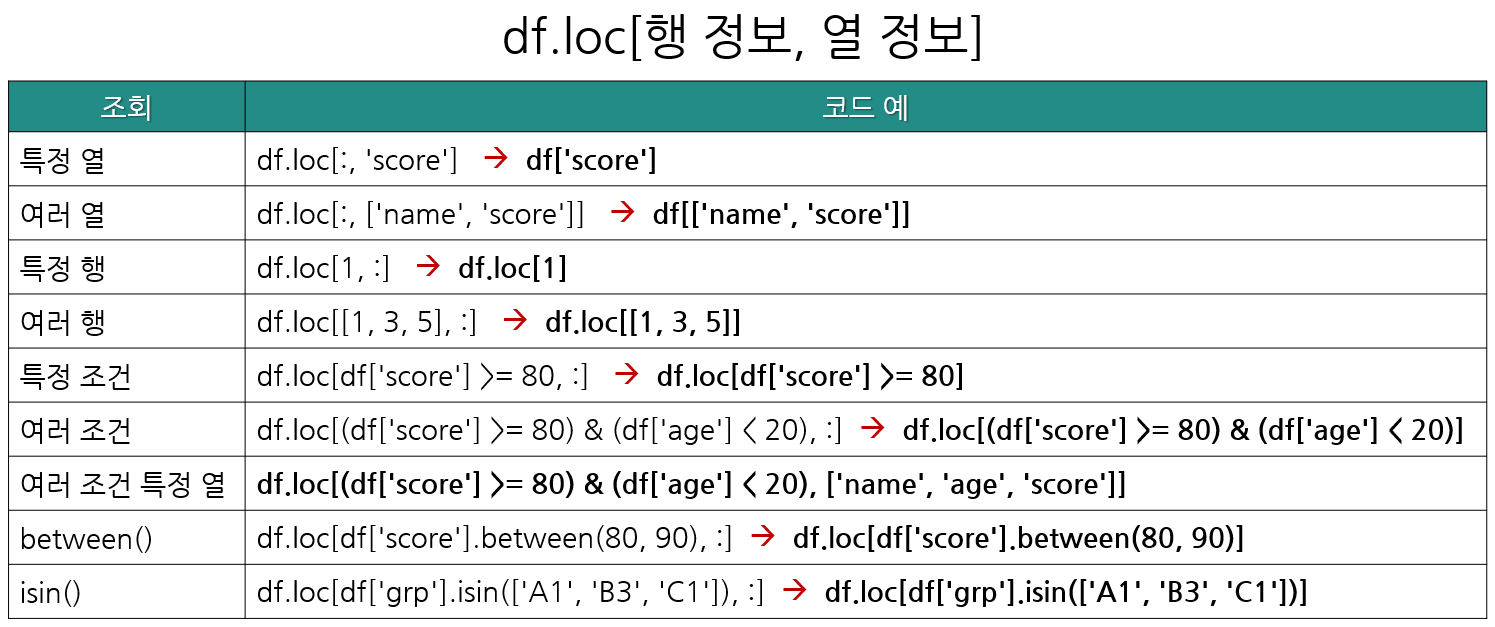 df.loc[행 정보, 열 정보]
조회 코드 예
특정 열 df.loc[:, 'score'] → df['score']
여러 열 df.loc[:, ['name', 'score']] → df[['name', 'score']]
특정 행 df.loc[1, :] → df.loc[1]
여러 행 df.loc[[1, 3, 5], :] → df.loc[[1, 3, 5]]
특정 조건 df.loc[df['score'] >= 80, :] → df.loc[df['score'] >= 80]
여러 조건 df.loc[(df['score'] >= 80) & (df['age'] < 20), :] → df.loc[(df['score'] >= 80) & (df['age'] < 20)]
여러 조건 특정 열 df.loc[(df['score'] >= 80) & (df['age'] < 20), ['name', 'age', 'score']]
between() df.loc[df['score'].between(80, 90), :] → df.loc[df['score'].between(80, 90)]
isin() df.loc[df['grp'].isin(['A1', 'B3', 'C1']), :] → df.loc[df['grp'].isin(['A1', 'B3', 'C1'])]